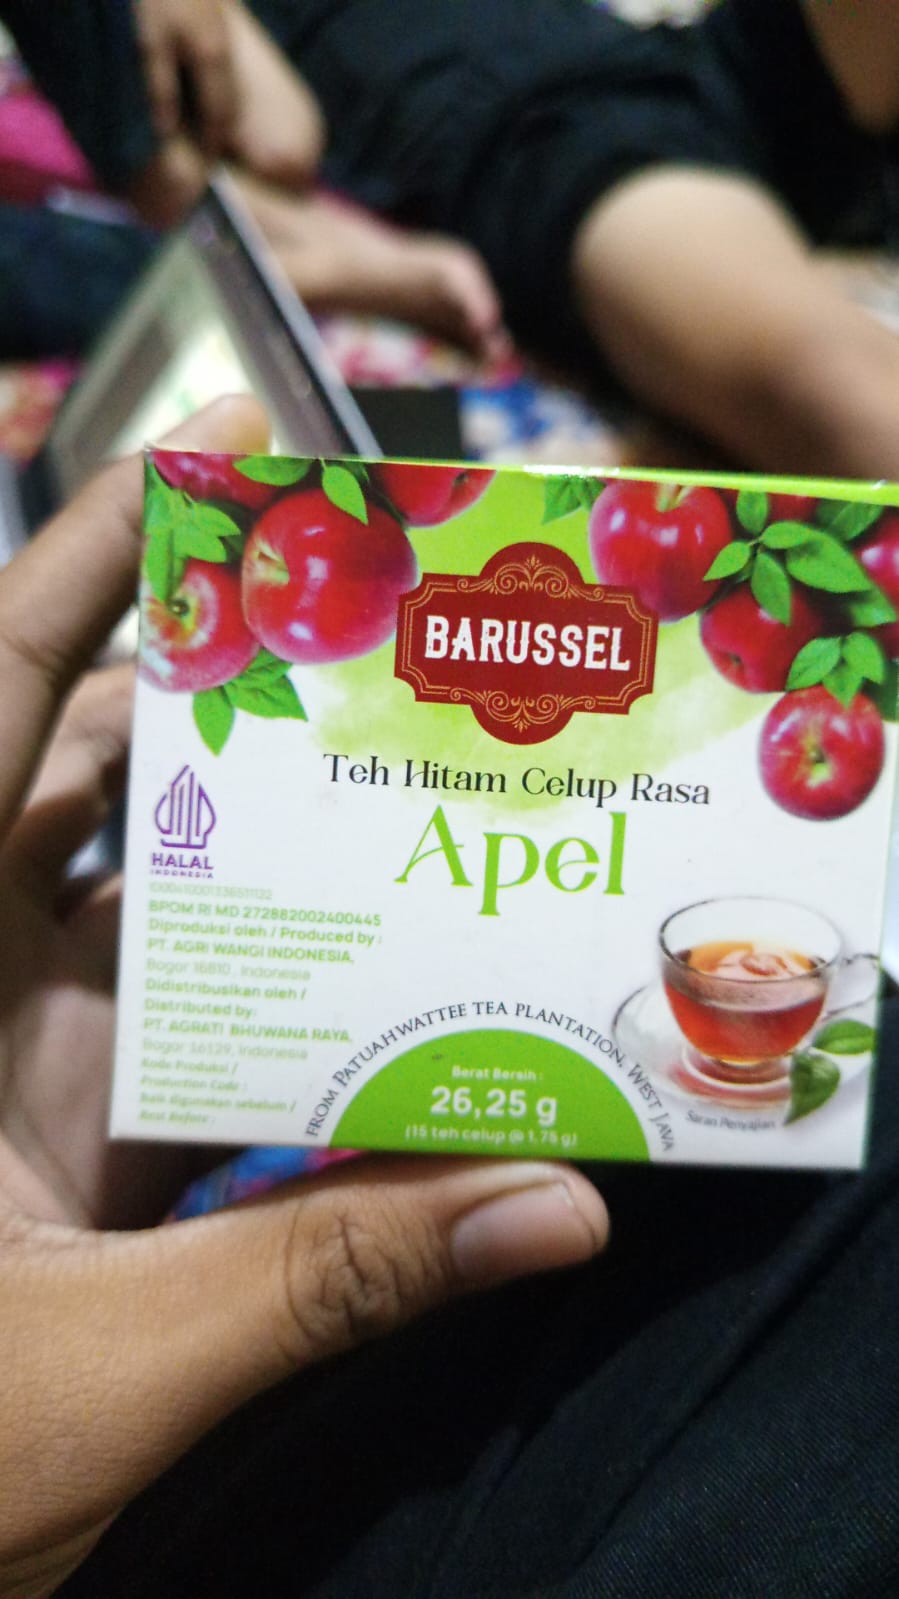 BARUSSEL
Teh Hitam Celup Rasa
Apel
HALAL
INDONESIA
BPOM RI MD 272882002400445
Diproduksi oleh / Produced by :
PT. AGRI WANGI INDONESIA,
Bogor 16810, Indonesia
Didistribusikan oleh /
Distributed by:
PT. AGRATI BHUWANA RAYA,
Bogor 16129, Indonesia
Kode Produksi /
Production Code :
Baik digunakan sebelum /
Best Before :
FROM PATUAHWATTEE TEA PLANTATION, WEST JAVA
Berat Bersih :
26,25 g
(15 teh celup @ 1,75 g)
Saran Penyajian